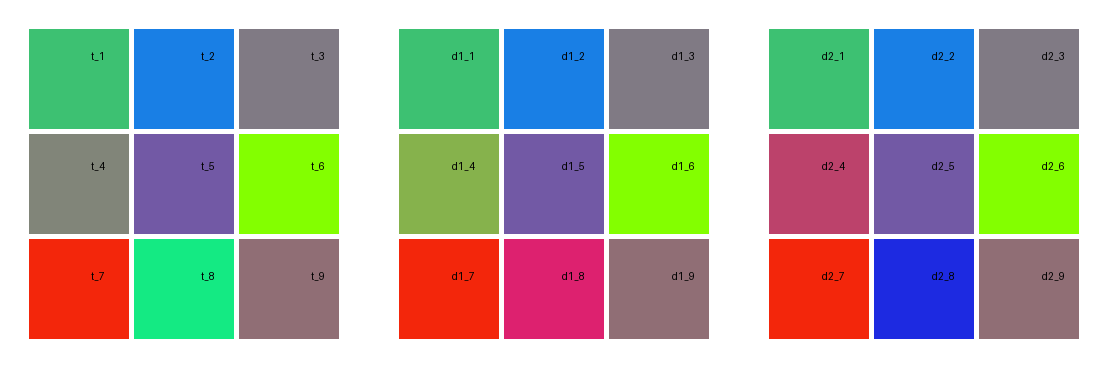 t_1 t_2 t_3 d1_1 d1_2 d1_3 d2_1 d2_2 d2_3
t_4 t_5 t_6 d1_4 d1_5 d1_6 d2_4 d2_5 d2_6
t_7 t_8 t_9 d1_7 d1_8 d1_9 d2_7 d2_8 d2_9